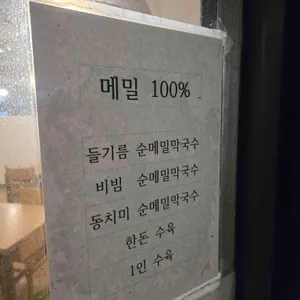 메밀 100%
들기름 순메밀막국수
비빔 순메밀막국수
동치미 순메밀막국수
한돈 수육
1인 수육